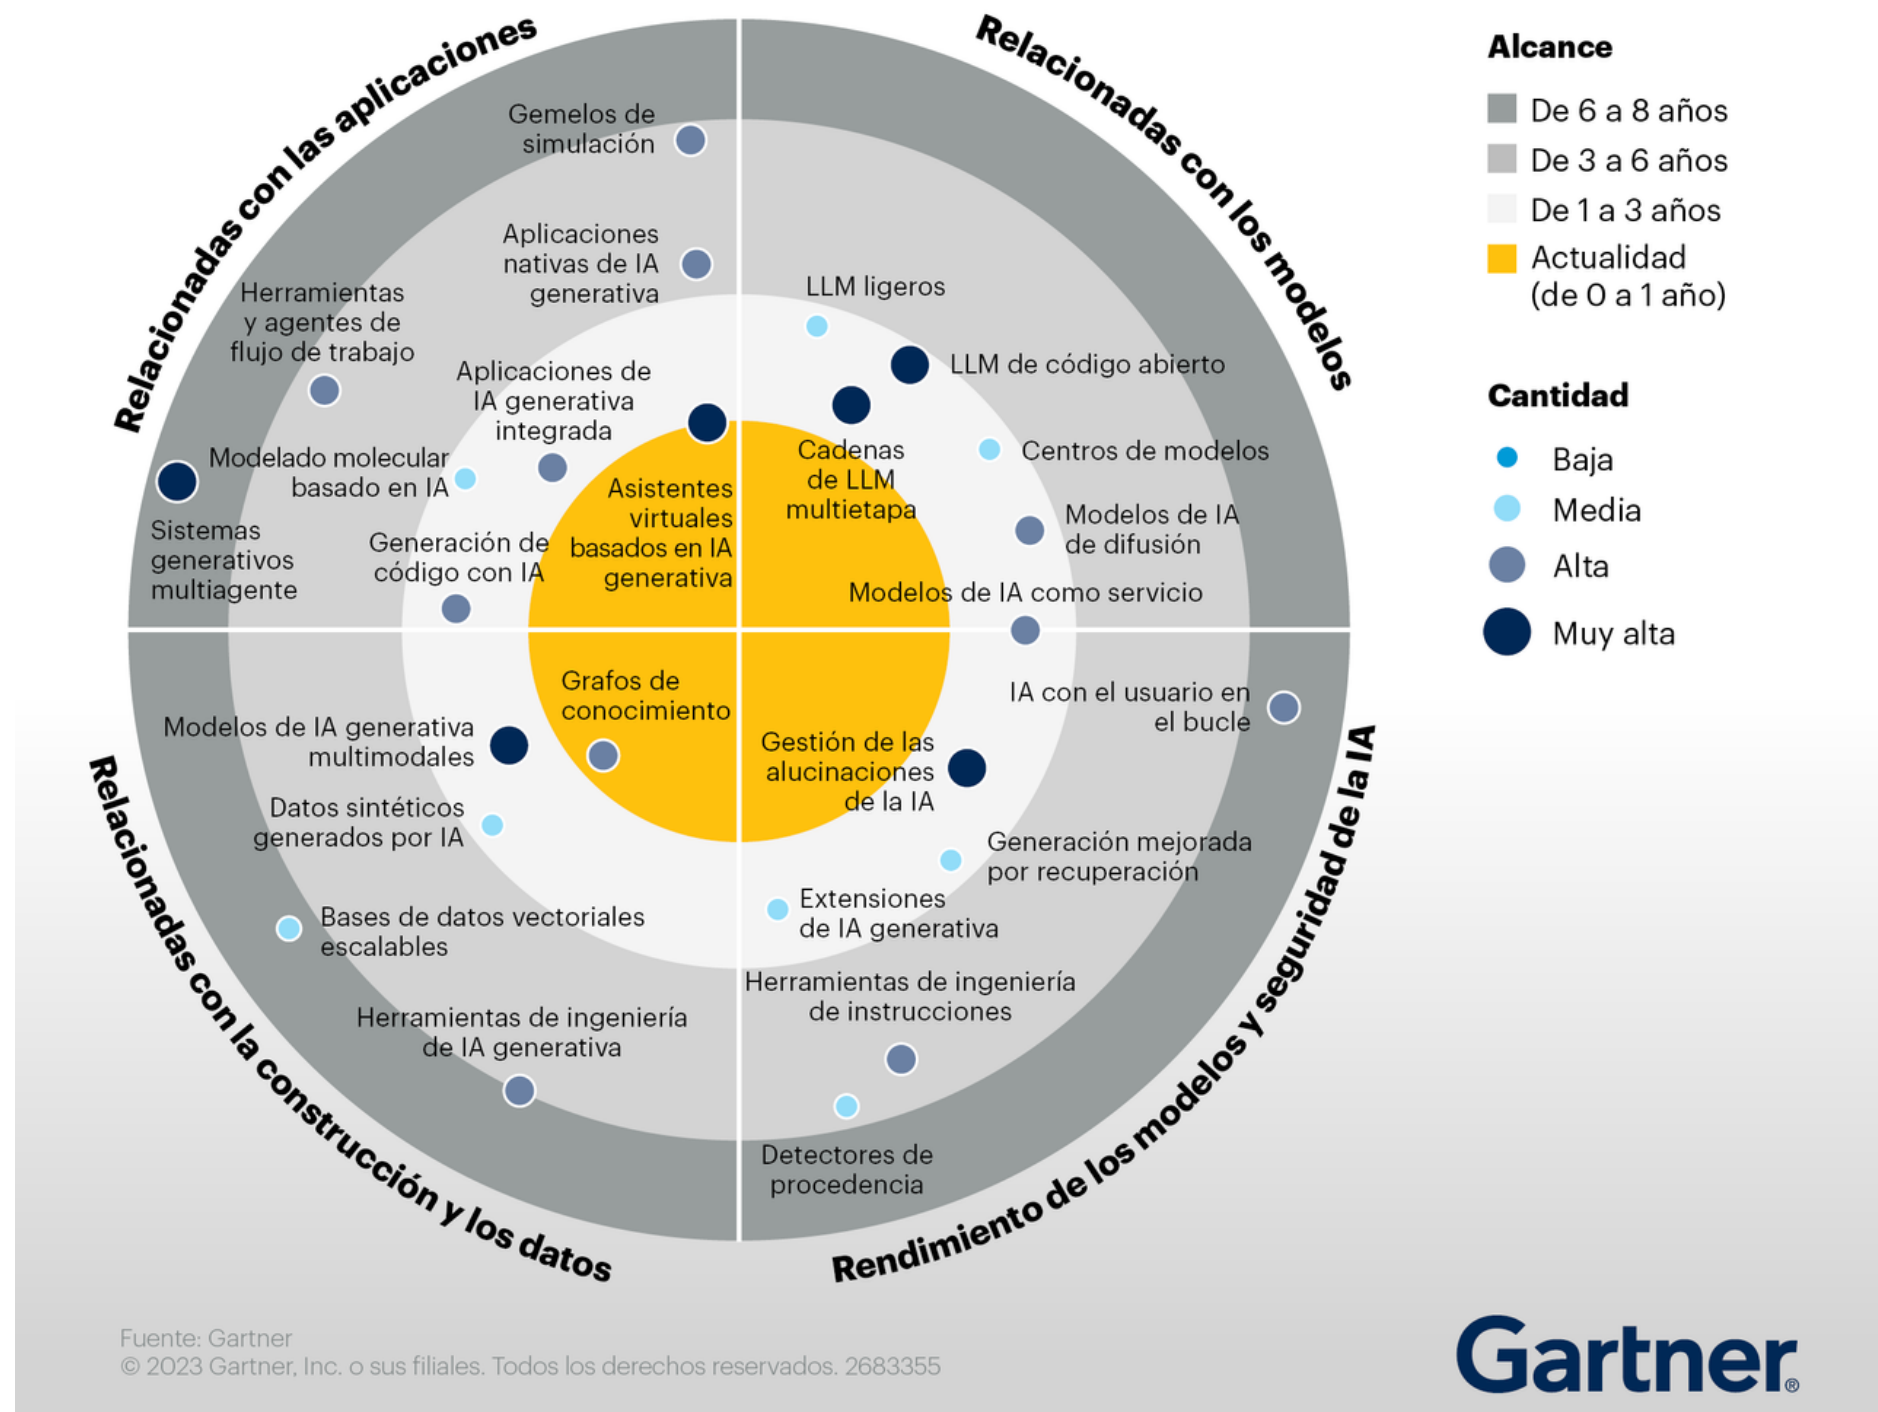 Relacionadas con las aplicaciones
Relacionadas con los modelos
Gemelos de
simulación
Aplicaciones
nativas de IA
generativa
Herramientas
y agentes de
flujo de trabajo
Aplicaciones de
IA generativa
integrada
Modelado molecular
basado en IA
Sistemas
generativos
multiagente
Generación de
código con IA
Asistentes
virtuales
basados en IA
generativa
LLM ligeros
LLM de código abierto
Cadenas
de LLM
multietapa
Centros de modelos
Modelos de IA
de difusión
Modelos de IA como servicio
Grafos de
conocimiento
Modelos de IA generativa
multimodales
Datos sintéticos
generados por IA
Bases de datos vectoriales
escalables
Herramientas de ingeniería
de IA generativa
IA con el usuario en
el bucle
Gestión de las
alucinaciones
de la IA
Generación mejorada
por recuperación
Extensiones
de IA generativa
Herramientas de ingeniería
de instrucciones
Detectores de
procedencia
Relacionadas con la construcción y los datos
Rendimiento de los modelos y seguridad de la IA
Alcance
De 6 a 8 años
De 3 a 6 años
De 1 a 3 años
Actualidad
(de 0 a 1 año)
Cantidad
Baja
Media
Alta
Muy alta
Fuente: Gartner
© 2023 Gartner, Inc. o sus filiales. Todos los derechos reservados. 2683355
Gartner®